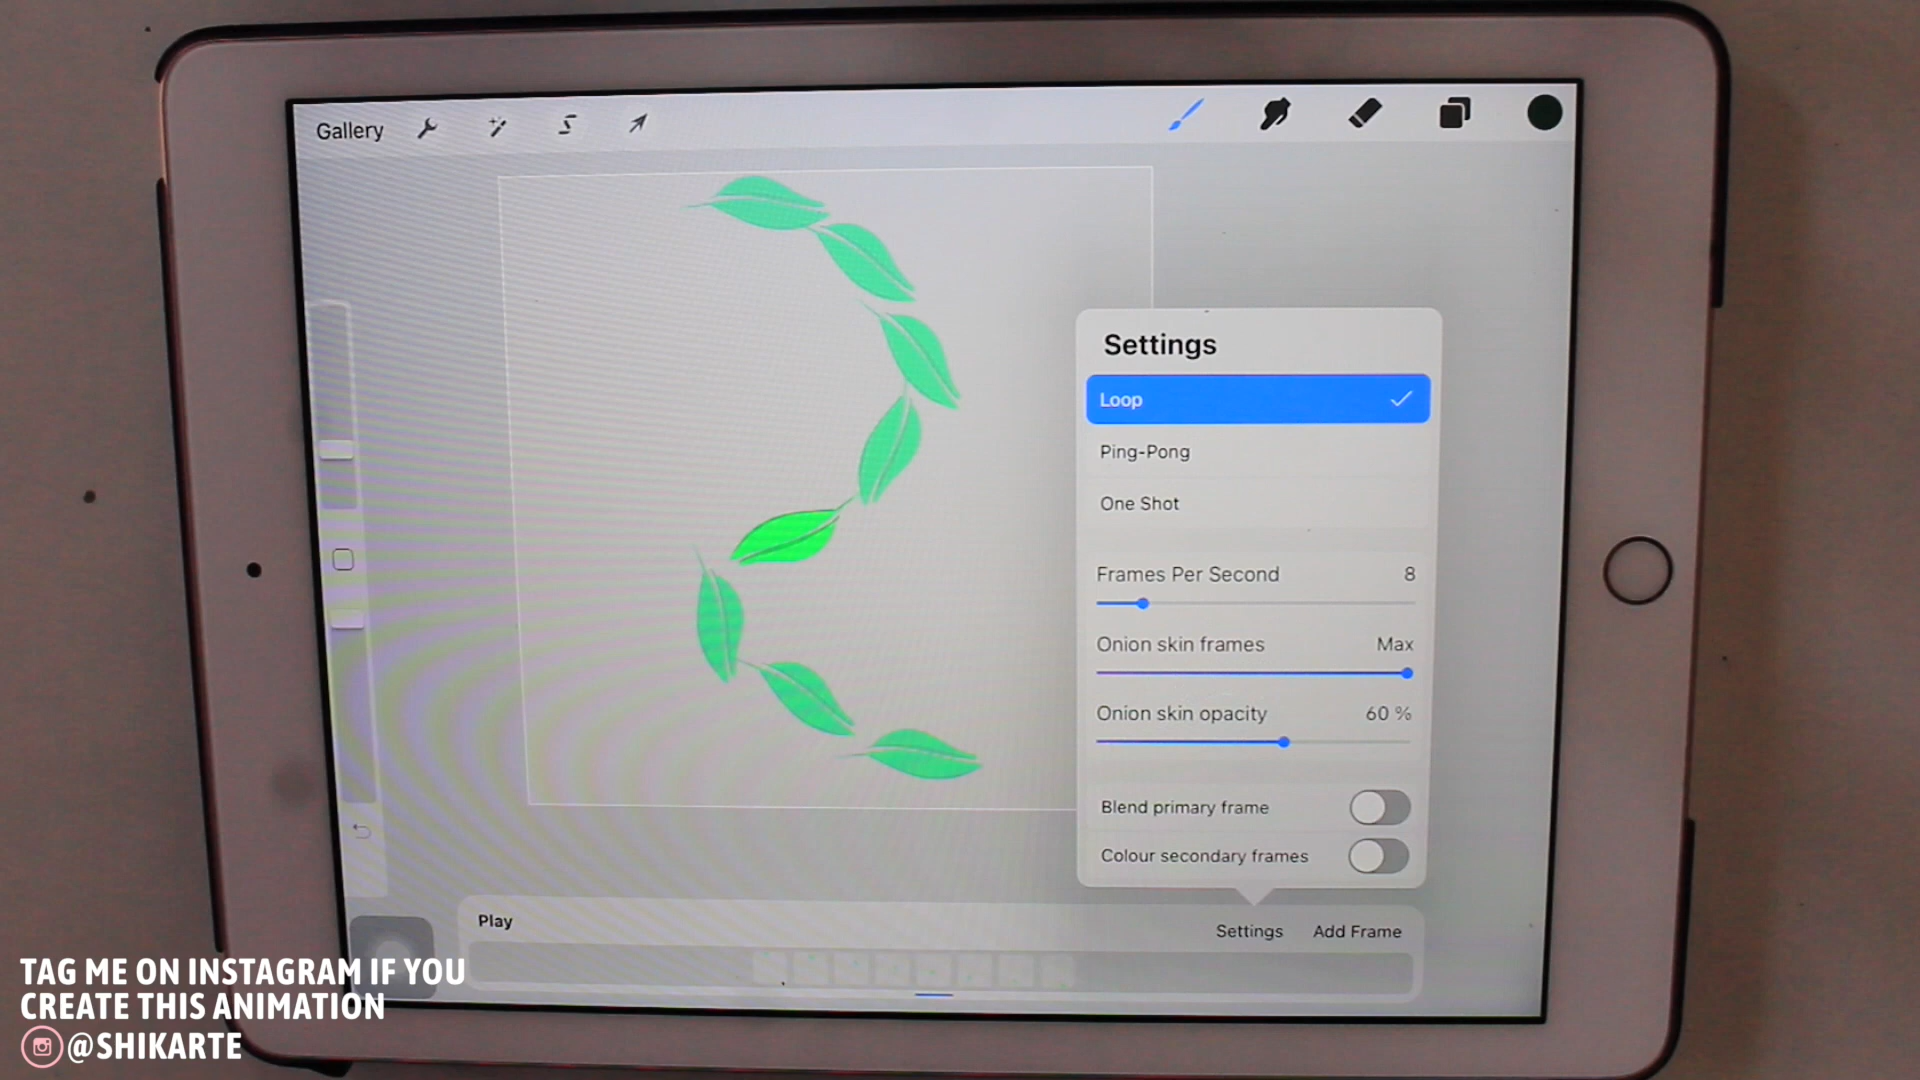 Gallery
Settings
Loop
Ping-Pong
One Shot
Frames Per Second 8
Onion skin frames Max
Onion skin opacity 60 %
Blend primary frame
Colour secondary frames
Play
Settings Add Frame
TAG ME ON INSTAGRAM IF YOU
CREATE THIS ANIMATION
@SHIKARTE